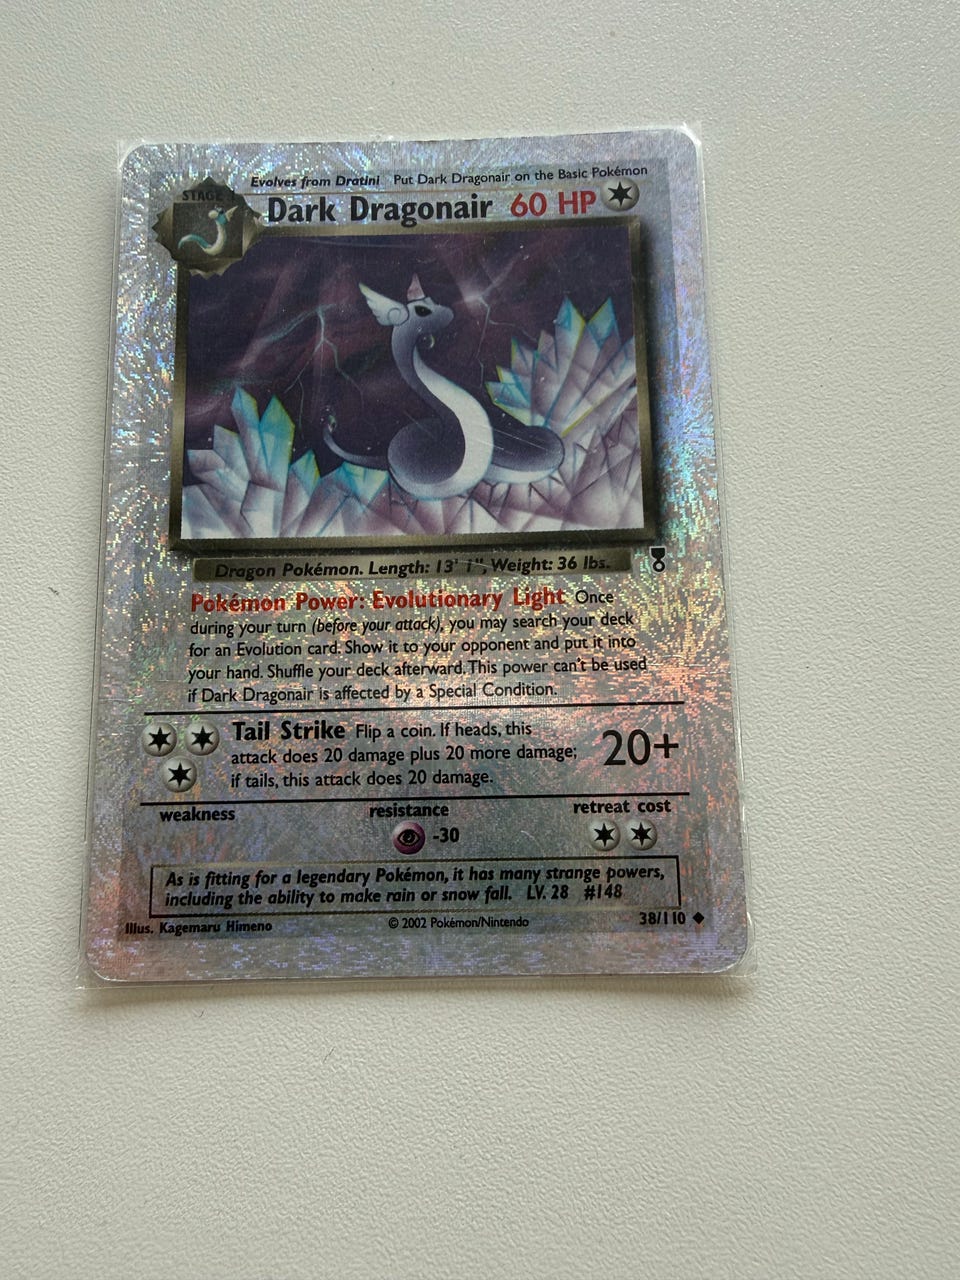 STAGE 1
Evolves from Dratini Put Dark Dragonair on the Basic Pokémon
Dark Dragonair 60 HP
Dragon Pokémon. Length: 13' 1", Weight: 36 lbs.
Pokémon Power: Evolutionary Light Once
during your turn (before your attack), you may search your deck
for an Evolution card. Show it to your opponent and put it into
your hand. Shuffle your deck afterward. This power can't be used
if Dark Dragonair is affected by a Special Condition.
Tail Strike Flip a coin. If heads, this
attack does 20 damage plus 20 more damage;
if tails, this attack does 20 damage.
20+
weakness resistance retreat cost
-30
As is fitting for a legendary Pokémon, it has many strange powers,
including the ability to make rain or snow fall. LV. 28 #148
Illus. Kagemaru Himeno © 2002 Pokémon/Nintendo 38/110